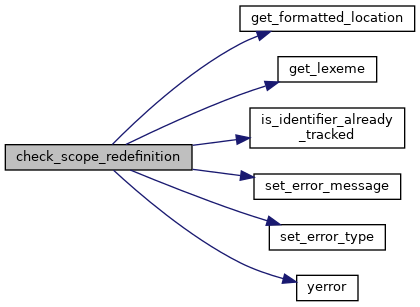 get_formatted_location
get_lexeme
is_identifier_already
_tracked
check_scope_redefinition
set_error_message
set_error_type
yerror